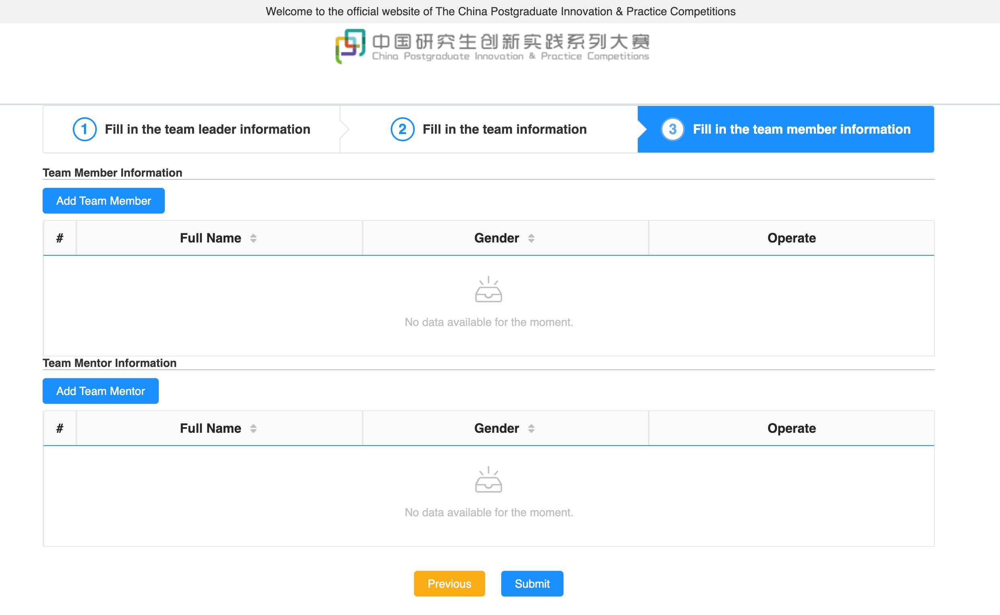 Welcome to the official website of The China Postgraduate Innovation & Practice Competitions
中国研究生创新实践系列大赛
China Postgraduate Innovation & Practice Competitions
1 Fill in the team leader information
2 Fill in the team information
3 Fill in the team member information
Team Member Information
Add Team Member
# Full Name Gender Operate
No data available for the moment.
Team Mentor Information
Add Team Mentor
# Full Name Gender Operate
No data available for the moment.
Previous Submit